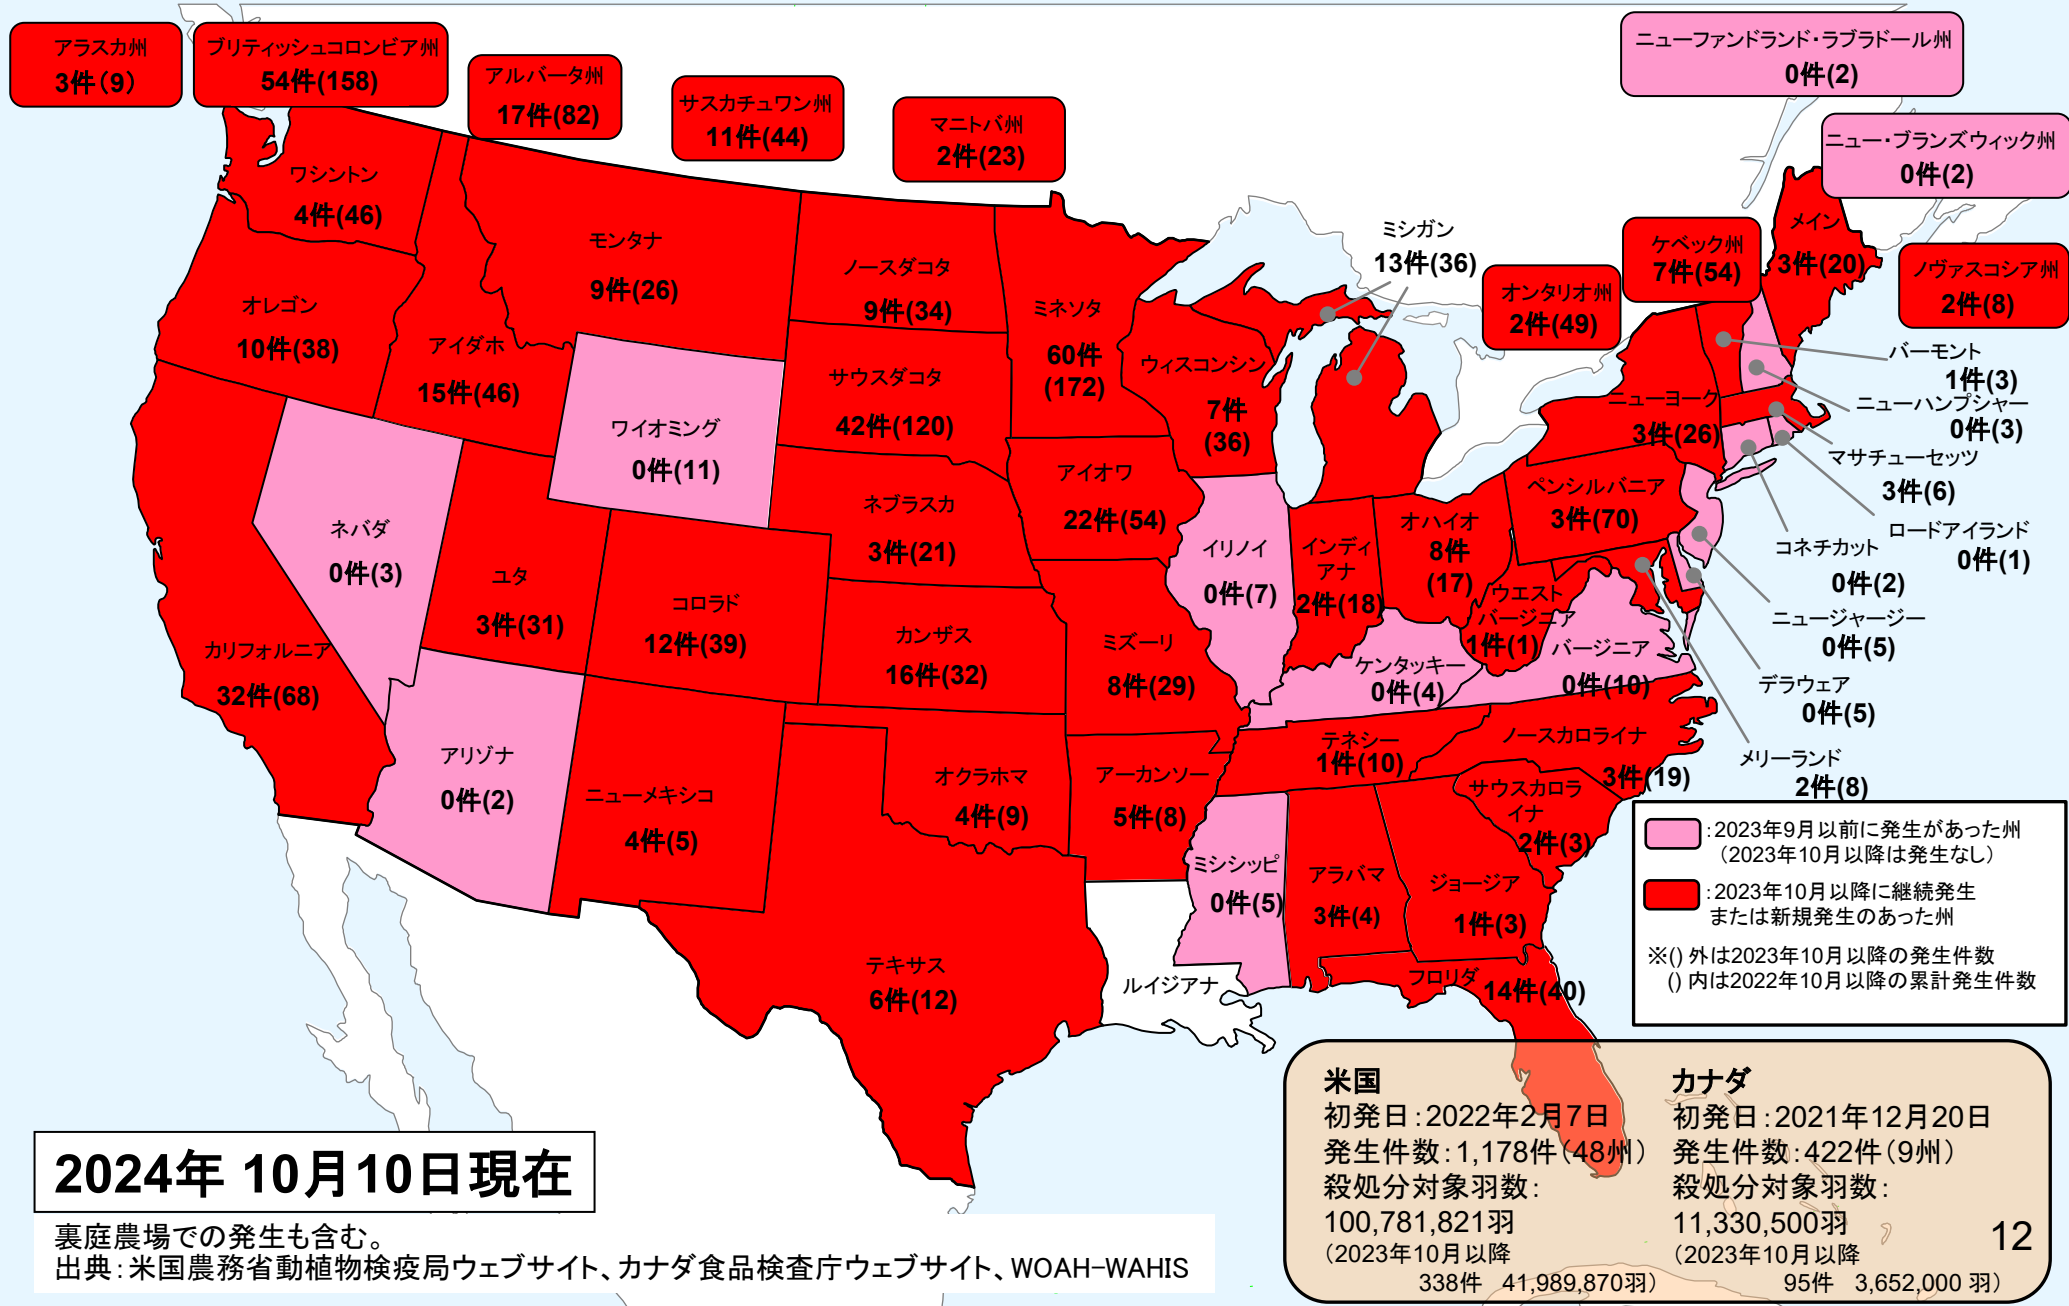 アラスカ州
3件(9)
ブリティッシュコロンビア州
54件(158)
アルバータ州
17件(82)
サスカチュワン州
11件(44)
マニトバ州
2件(23)
ニューファンドランド・ラブラドール州
0件(2)
ニュー・ブランズウィック州
0件(2)
ケベック州
7件(54)
ノヴァスコシア州
2件(8)
オンタリオ州
2件(49)
メイン
3件(20)
ミシガン
13件(36)
ワシントン
4件(46)
モンタナ
9件(26)
ノースダコタ
9件(34)
ミネソタ
60件
(172)
オレゴン
10件(38)
アイダホ
15件(46)
ワイオミング
0件(11)
サウスダコタ
42件(120)
ウィスコンシン
7件
(36)
バーモント
1件(3)
ニューハンプシャー
0件(3)
ニューヨーク
3件(26)
マサチューセッツ
3件(6)
ロードアイランド
0件(1)
コネチカット
0件(2)
ニュージャージー
0件(5)
デラウェア
0件(5)
メリーランド
2件(8)
ネバダ
0件(3)
ユタ
3件(31)
コロラド
12件(39)
ネブラスカ
3件(21)
アイオワ
22件(54)
イリノイ
0件(7)
インディ
アナ
2件(18)
オハイオ
8件
(17)
ペンシルバニア
3件(70)
ウエスト
バージニア
1件(1)
バージニア
0件(10)
ケンタッキー
0件(4)
カリフォルニア
32件(68)
カンザス
16件(32)
ミズーリ
8件(29)
アリゾナ
0件(2)
ニューメキシコ
4件(5)
オクラホマ
4件(9)
アーカンソー
5件(8)
テネシー
1件(10)
ノースカロライナ
3件(19)
サウスカロラ
イナ
2件(3)
ミシシッピ
0件(5)
アラバマ
3件(4)
ジョージア
1件(3)
テキサス
6件(12)
ルイジアナ
フロリダ
14件(40)
:2023年9月以前に発生があった州
(2023年10月以降は発生なし)
:2023年10月以降に継続発生
または新規発生のあった州
※() 外は2023年10月以降の発生件数
() 内は2022年10月以降の累計発生件数
米国
初発日:2022年2月7日
発生件数:1,178件(48州)
殺処分対象羽数:
100,781,821羽
(2023年10月以降
338件 41,989,870羽)
カナダ
初発日:2021年12月20日
発生件数:422件(9州)
殺処分対象羽数:
11,330,500羽
(2023年10月以降
95件 3,652,000 羽)
12
2024年 10月10日現在
裏庭農場での発生も含む。
出典:米国農務省動植物検疫局ウェブサイト、カナダ食品検査庁ウェブサイト、WOAH-WAHIS